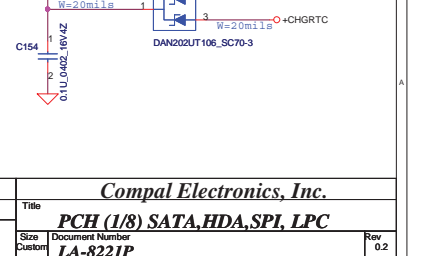 W=20mils
1
3
+CHGRTC
W=20mils
DAN202UT106_SC70-3
C154
1
2
0.1U_0402_16V4Z
A
Compal Electronics, Inc.
Title
PCH (1/8) SATA,HDA,SPI, LPC
Size
Document Number
Rev
Custom
LA-8221P
0.2